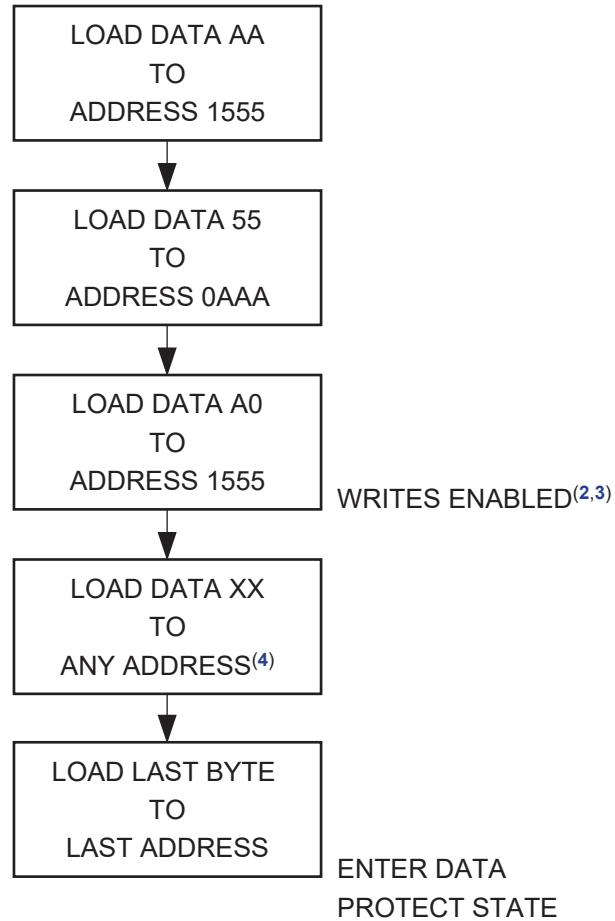 LOAD DATA AA
TO
ADDRESS 1555
LOAD DATA 55
TO
ADDRESS 0AAA
LOAD DATA A0
TO
ADDRESS 1555
WRITES ENABLED(2,3)
LOAD DATA XX
TO
ANY ADDRESS(4)
LOAD LAST BYTE
TO
LAST ADDRESS
ENTER DATA
PROTECT STATE